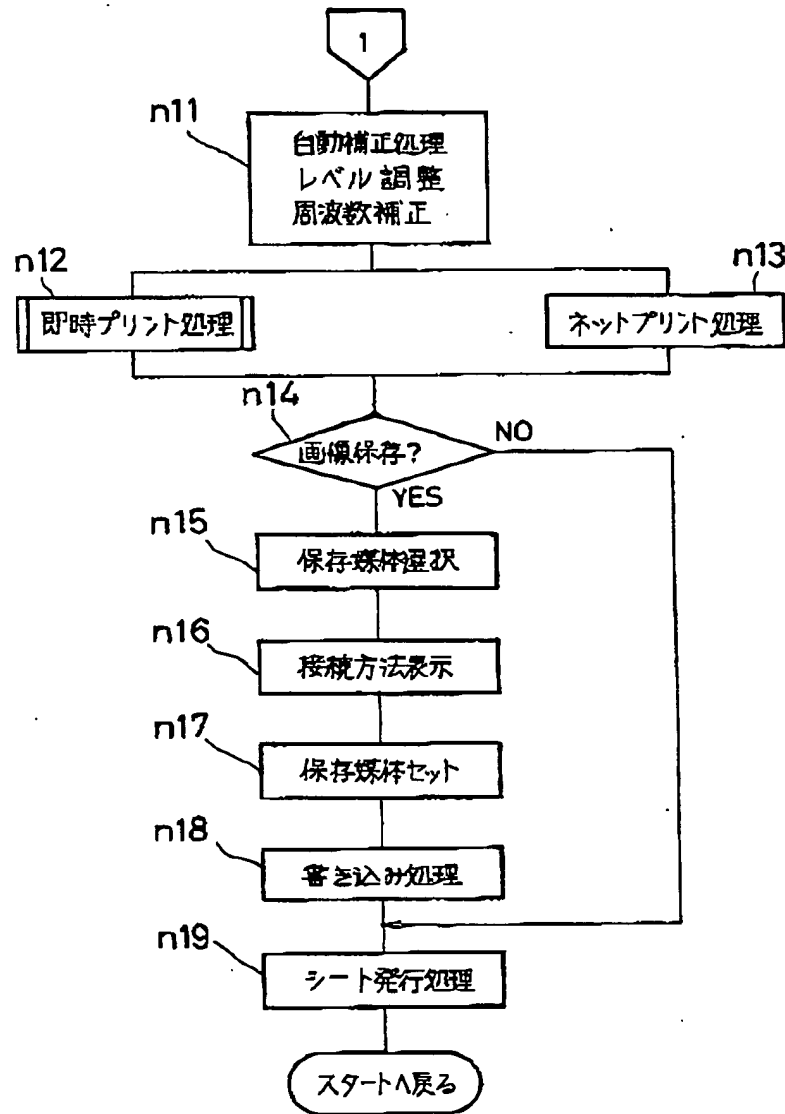 1
n11
自動補正処理
レベル調整
周波数補正
n12
即時プリント処理
n13
ネットプリント処理
n14
画像保存?
NO
YES
n15
保存媒体選択
n16
接続方法表示
n17
保存媒体セット
n18
書き込み処理
n19
シート発行処理
スタートへ戻る